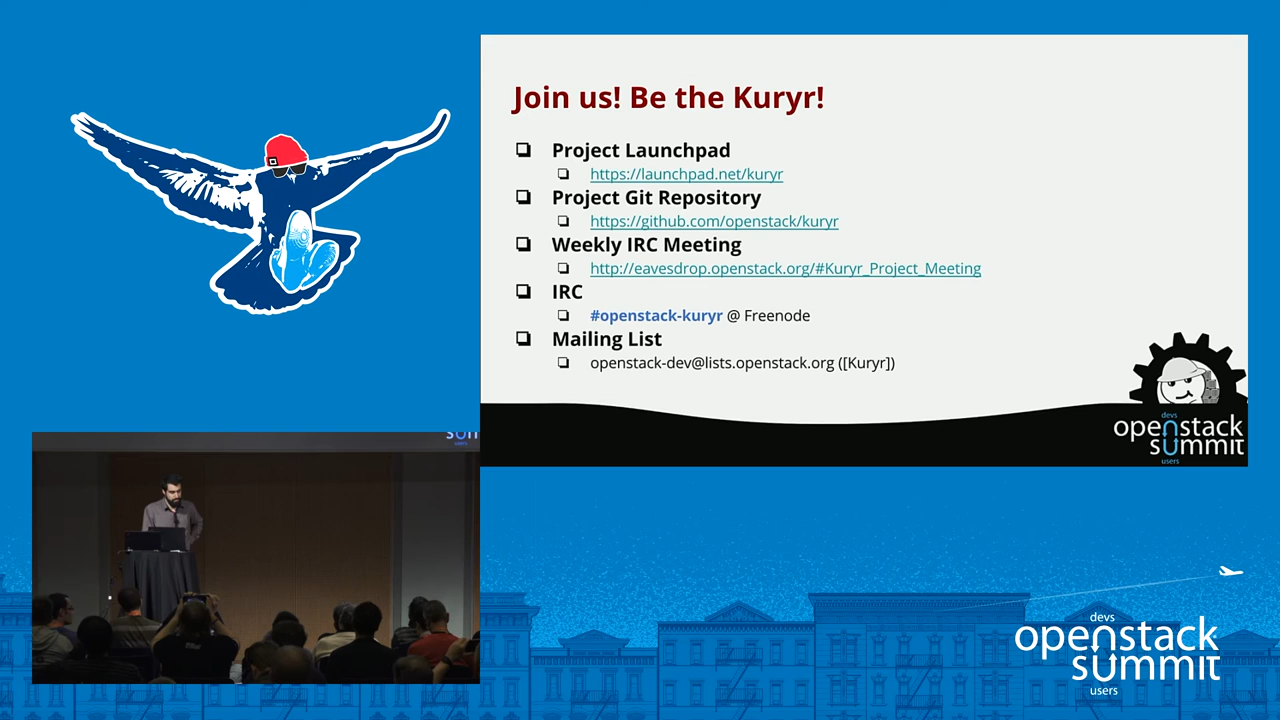 Join us! Be the Kuryr!
Project Launchpad
https://launchpad.net/kuryr
Project Git Repository
https://github.com/openstack/kuryr
Weekly IRC Meeting
http://eavesdrop.openstack.org/#Kuryr_Project_Meeting
IRC
#openstack-kuryr @ Freenode
Mailing List
openstack-dev@lists.openstack.org ([Kuryr])
devs
openstack
summit
users
devs
openstack
summit
users